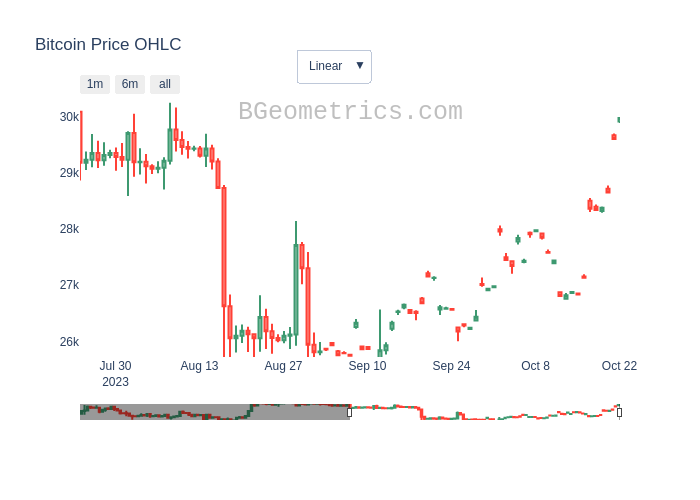 Bitcoin Price OHLC
Linear ▼
1m 6m all
BGeometrics.com
30k
29k
28k
27k
26k
Jul 30 Aug 13 Aug 27 Sep 10 Sep 24 Oct 8 Oct 22
2023